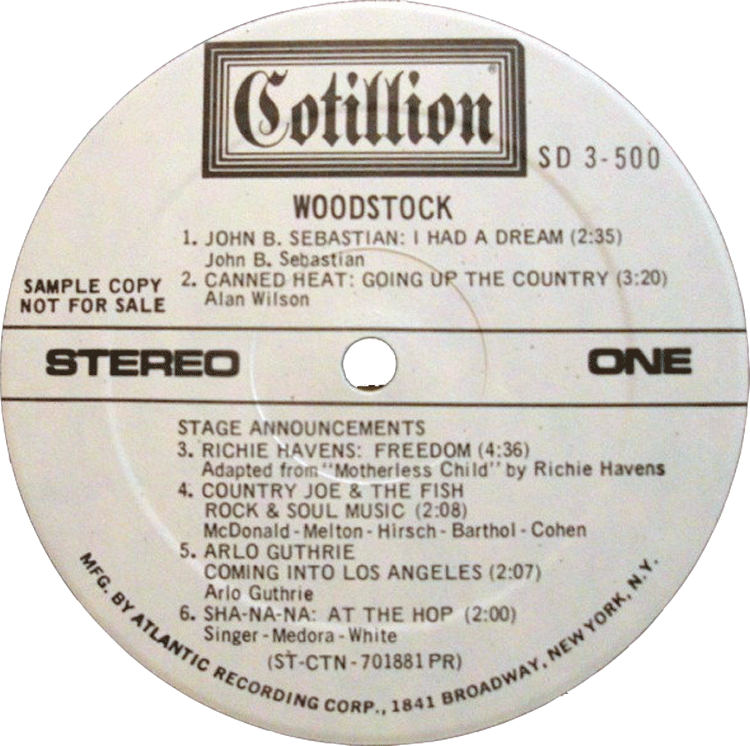 Cotillion®
SD 3-500
WOODSTOCK
1. JOHN B. SEBASTIAN: I HAD A DREAM (2:35)
John B. Sebastian
2. CANNED HEAT: GOING UP THE COUNTRY (3:20)
Alan Wilson
SAMPLE COPY
NOT FOR SALE
STEREO
ONE
STAGE ANNOUNCEMENTS
3. RICHIE HAVENS: FREEDOM (4:36)
Adapted from "Motherless Child" by Richie Havens
4. COUNTRY JOE & THE FISH
ROCK & SOUL MUSIC (2:08)
McDonald - Melton - Hirsch - Barthol - Cohen
5. ARLO GUTHRIE
COMING INTO LOS ANGELES (2:07)
Arlo Guthrie
6. SHA-NA-NA: AT THE HOP (2:00)
Singer - Medora - White
(ST-CTN-701881 PR)
MFG. BY ATLANTIC RECORDING CORP., 1841 BROADWAY, NEW YORK, N.Y.